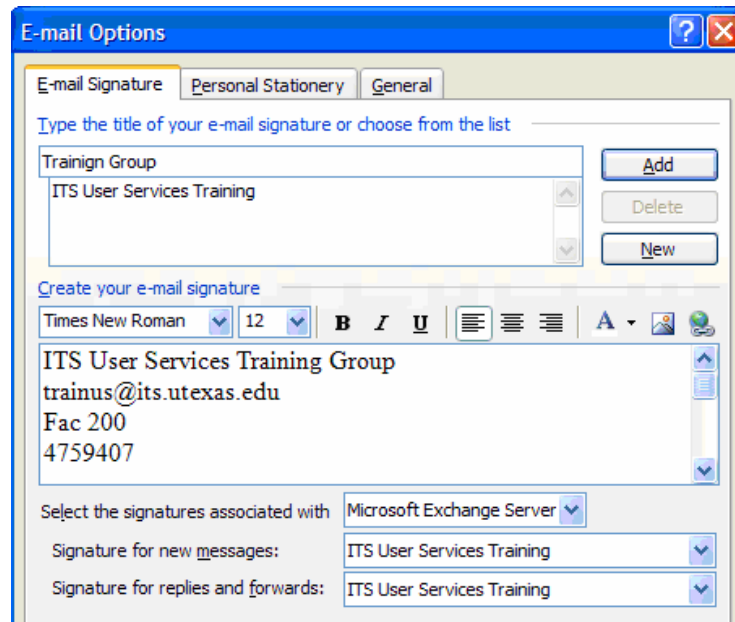 E-mail Options
E-mail Signature Personal Stationery General
Type the title of your e-mail signature or choose from the list
Trainign Group Add
ITS User Services Training
Delete
New
Create your e-mail signature
Times New Roman 12 B I U A
ITS User Services Training Group
trainus@its.utexas.edu
Fac 200
4759407
Select the signatures associated with Microsoft Exchange Server
Signature for new messages: ITS User Services Training
Signature for replies and forwards: ITS User Services Training